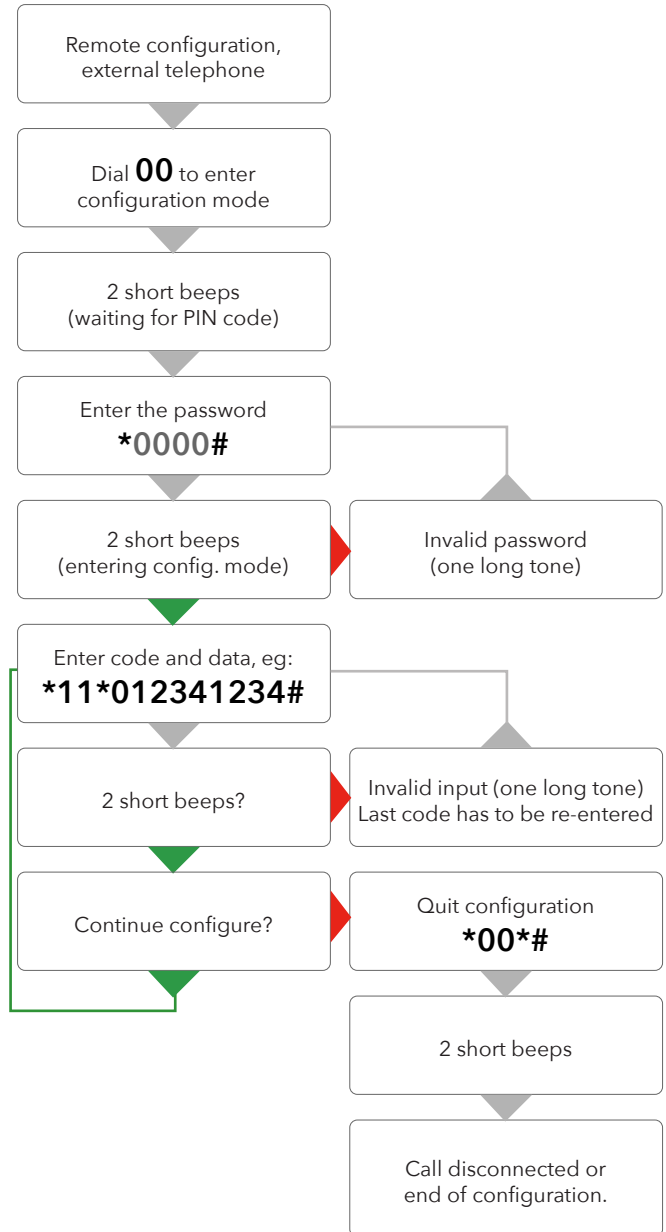 Remote configuration,
external telephone
Dial 00 to enter
configuration mode
2 short beeps
(waiting for PIN code)
Enter the password
*0000#
2 short beeps
(entering config. mode)
Invalid password
(one long tone)
Enter code and data, eg:
*11*012341234#
2 short beeps?
Invalid input (one long tone)
Last code has to be re-entered
Continue configure?
Quit configuration
*00*#
2 short beeps
Call disconnected or
end of configuration.